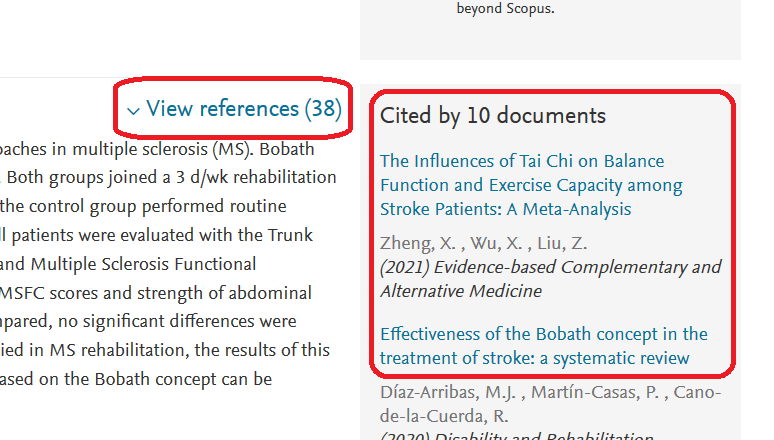 beyond Scopus.
View references (38)
oaches in multiple sclerosis (MS). Bobath
. Both groups joined a 3 d/wk rehabilitation
the control group performed routine
ll patients were evaluated with the Trunk
and Multiple Sclerosis Functional
MSFC scores and strength of abdominal
mpared, no significant differences were
ied in MS rehabilitation, the results of this
ased on the Bobath concept can be
Cited by 10 documents
The Influences of Tai Chi on Balance
Function and Exercise Capacity among
Stroke Patients: A Meta-Analysis
Zheng, X. , Wu, X. , Liu, Z.
(2021) Evidence-based Complementary and
Alternative Medicine
Effectiveness of the Bobath concept in the
treatment of stroke: a systematic review
Díaz-Arribas, M.J. , Martín-Casas, P. , Cano-
de-la-Cuerda, R.
(2020) Disability and Rehabilitation